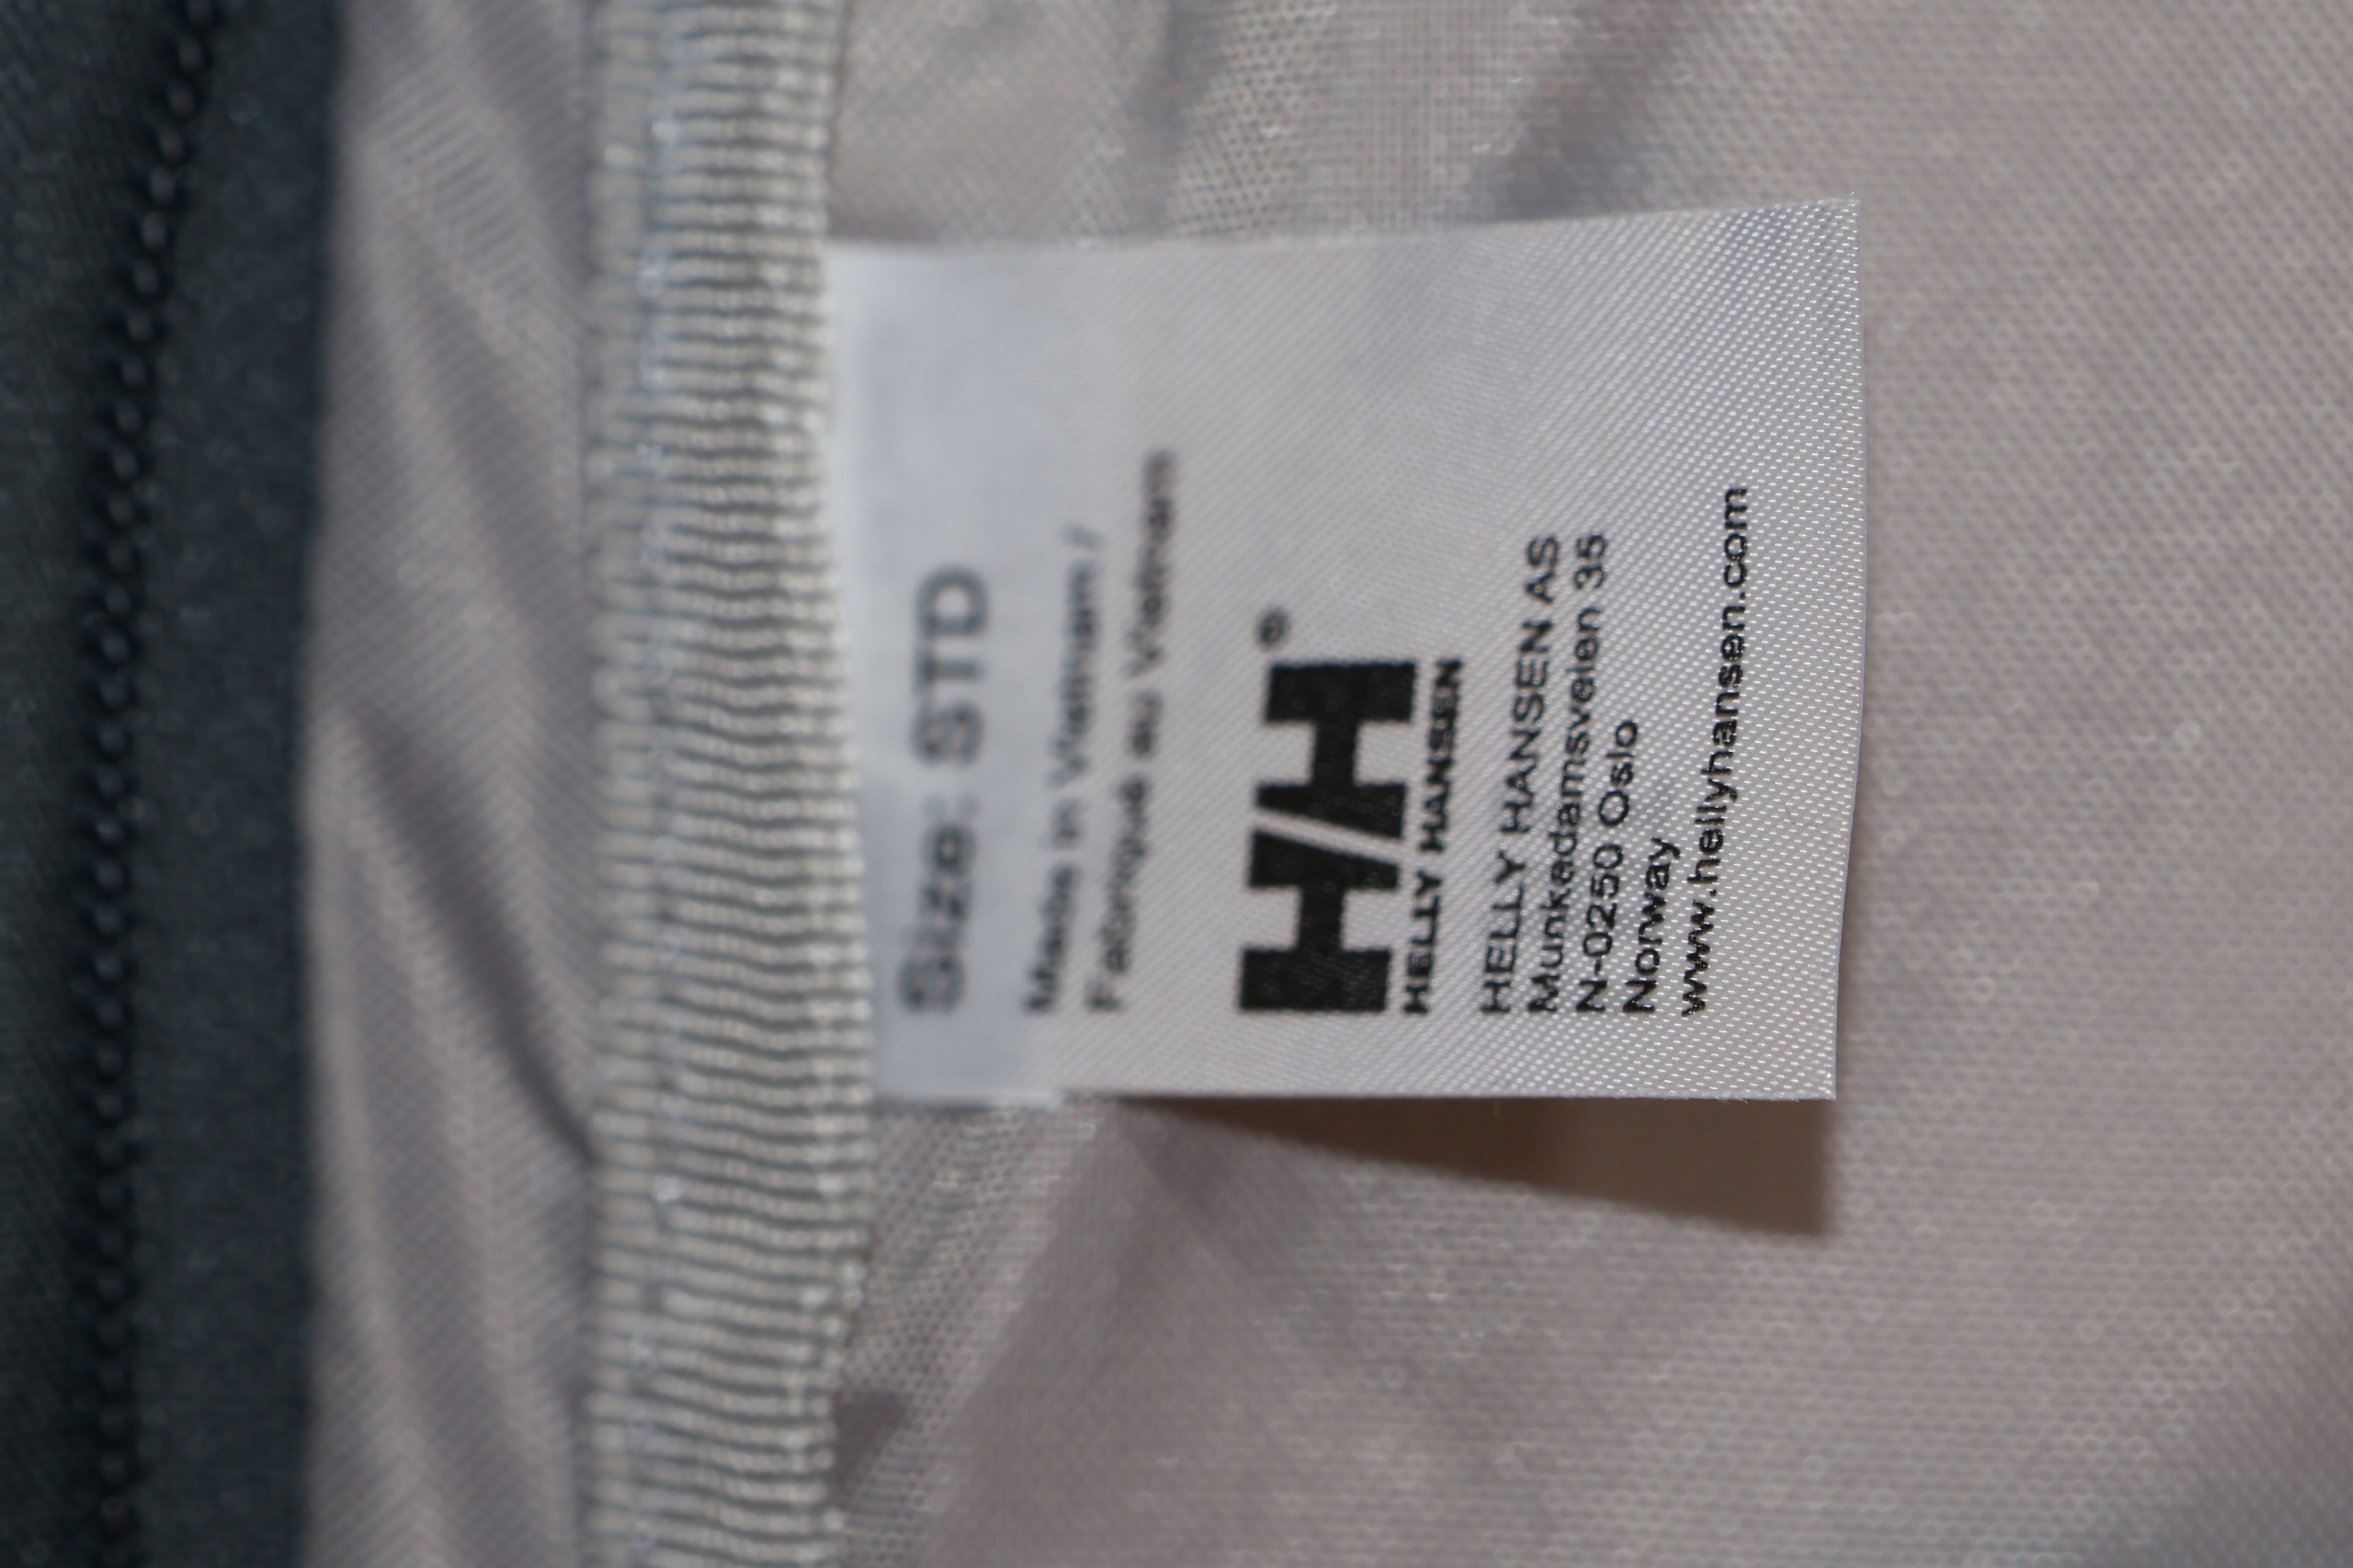 Size: STD
Made in Vietnam /
Fabriqué au Vietnam
HH®
HELLY HANSEN
HELLY HANSEN AS
Munkedamsveien 35
N-0250 Oslo
Norway
www.hellyhansen.com